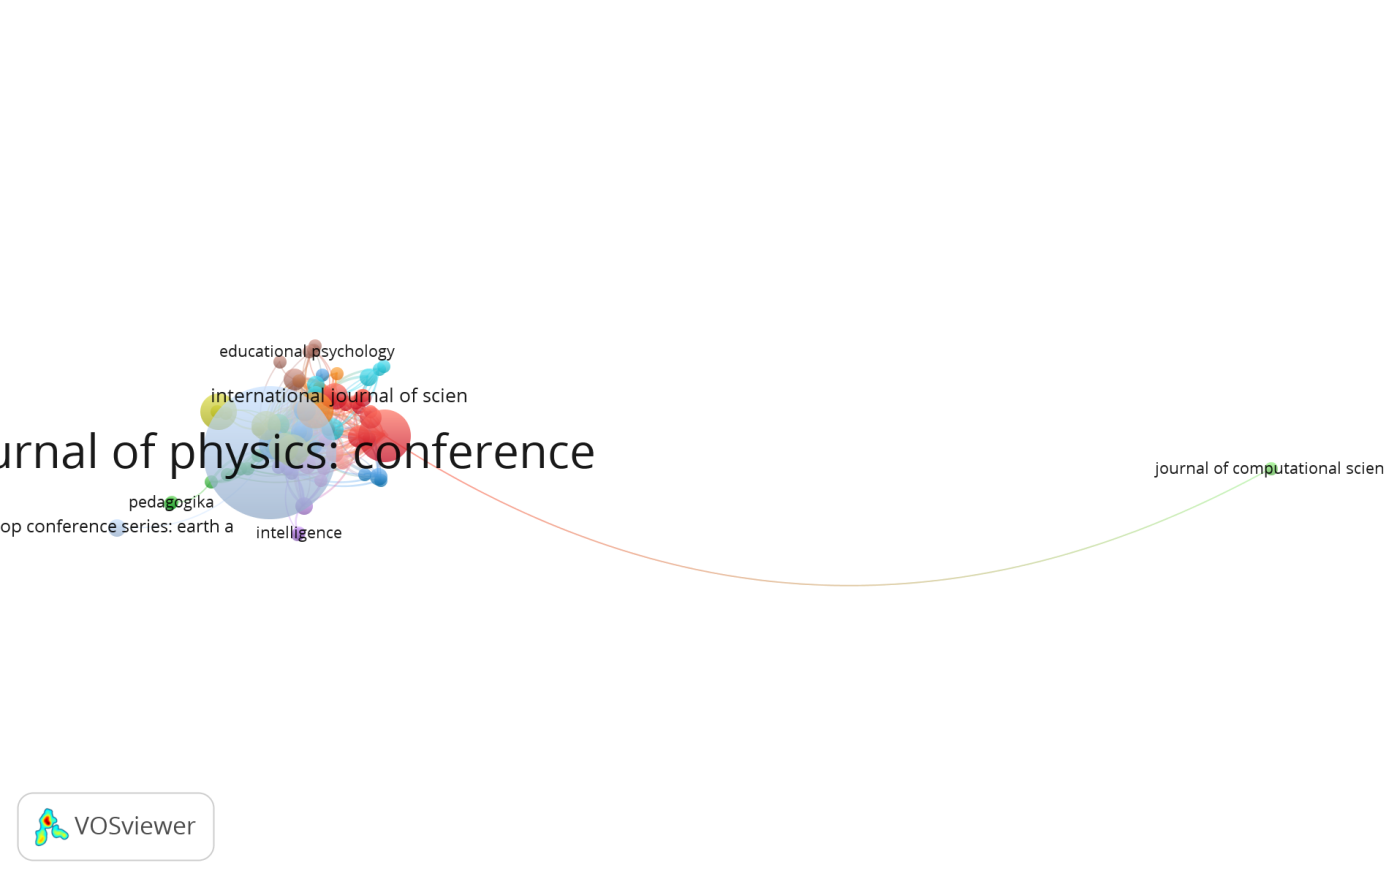 educational psychology
international journal of scien
urnal of physics: conference
journal of computational scien
pedagogika
op conference series: earth a
intelligence
VOSviewer